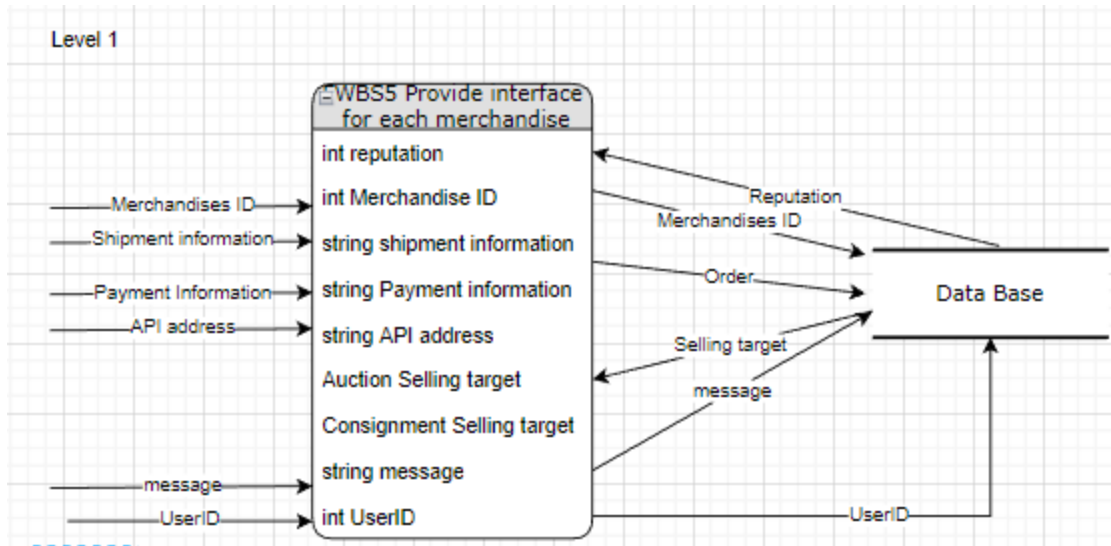 Level 1
WBS5 Provide interface
for each merchandise
int reputation
int Merchandise ID
string shipment information
string Payment information
string API address
Auction Selling target
Consignment Selling target
string message
int UserID
Merchandises ID
Shipment information
Payment Information
API address
message
UserID
Reputation
Merchandises ID
Order
Selling target
message
UserID
Data Base